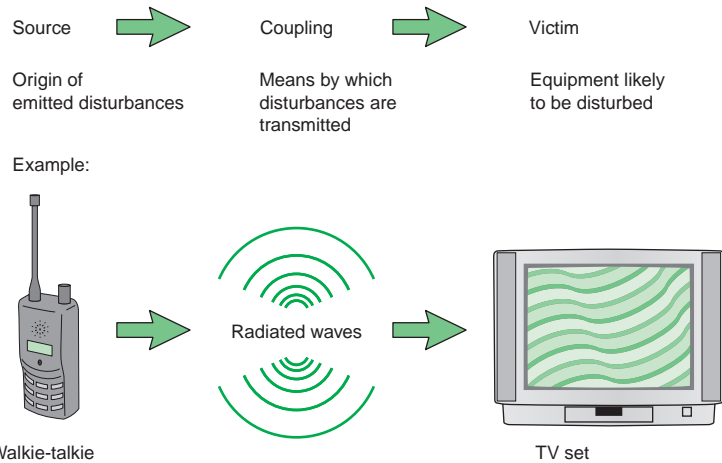 Source
Coupling
Victim
Origin of
emitted disturbances
Means by which
disturbances are
transmitted
Equipment likely
to be disturbed
Example:
Radiated waves
Walkie-talkie
TV set